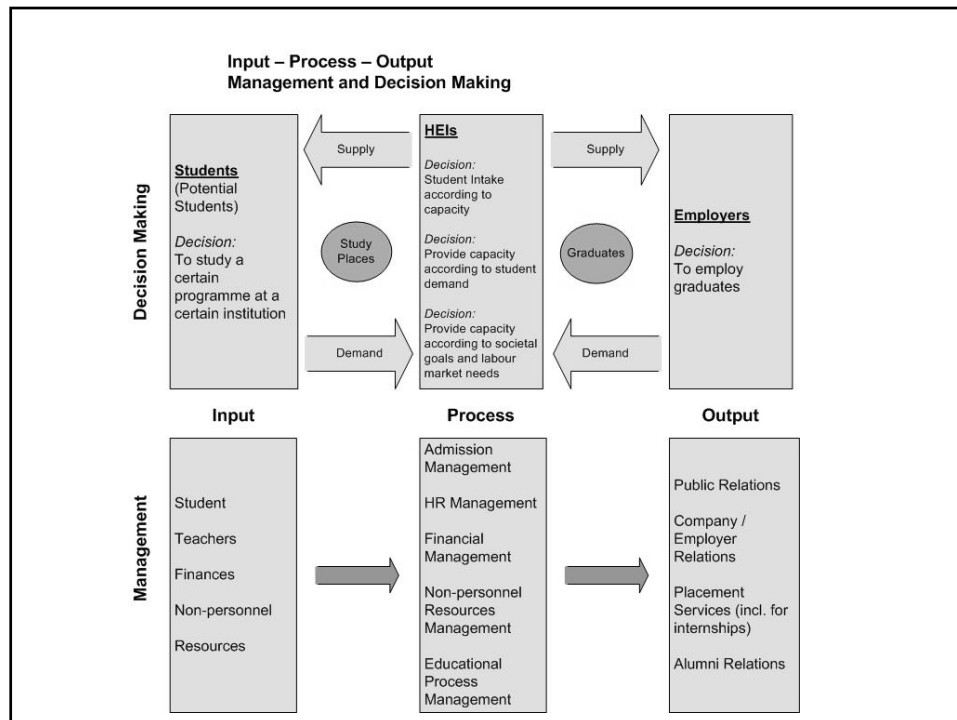 Input – Process – Output
Management and Decision Making
Decision Making
Students
(Potential
Students)
Decision:
To study a
certain
programme at a
certain institution
Supply
Study
Places
Demand
HEIs
Decision:
Student Intake
according to
capacity
Decision:
Provide capacity
according to student
demand
Decision:
Provide capacity
according to societal
goals and labour
market needs
Supply
Graduates
Demand
Employers
Decision:
To employ
graduates
Input
Process
Output
Management
Student
Teachers
Finances
Non-personnel
Resources
Admission
Management
HR Management
Financial
Management
Non-personnel
Resources
Management
Educational
Process
Management
Public Relations
Company /
Employer
Relations
Placement
Services (incl. for
internships)
Alumni Relations